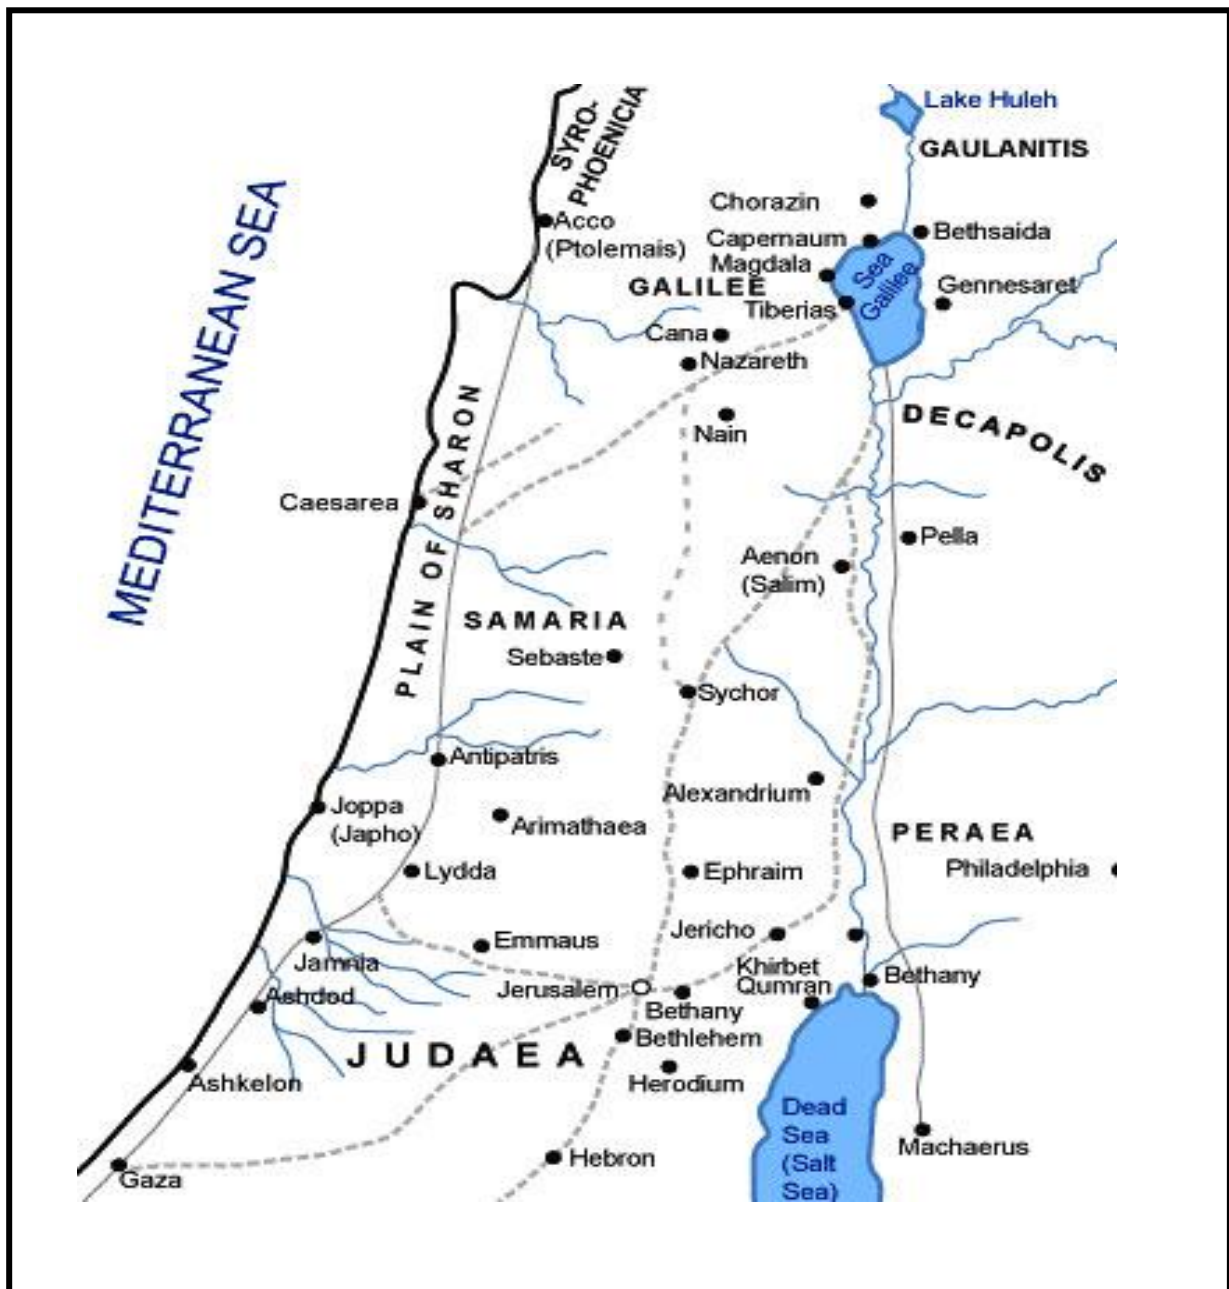 Lake Huleh
SYRO-
PHOENICIA
GAULANITIS
MEDITERRANEAN SEA
Chorazin
Acco
(Ptolemais)
Capernaum
Bethsaida
Magdala
Sea
Galilee
GALILEE
Gennesaret
Tiberias
Cana
Nazareth
Nain
DECAPOLIS
PLAIN OF SHARON
Caesarea
Pella
Aenon
(Salim)
SAMARIA
Sebaste
Sychor
Antipatris
Alexandrium
Joppa
(Japho)
Arimathaea
PERAEA
Lydda
Ephraim
Philadelphia
Jericho
Emmaus
Jamnia
Khirbet
Qumran
Bethany
Jerusalem
Ashdod
Bethany
Bethlehem
JUDAEA
Herodium
Ashkelon
Dead
Sea
(Salt
Sea)
Machaerus
Hebron
Gaza